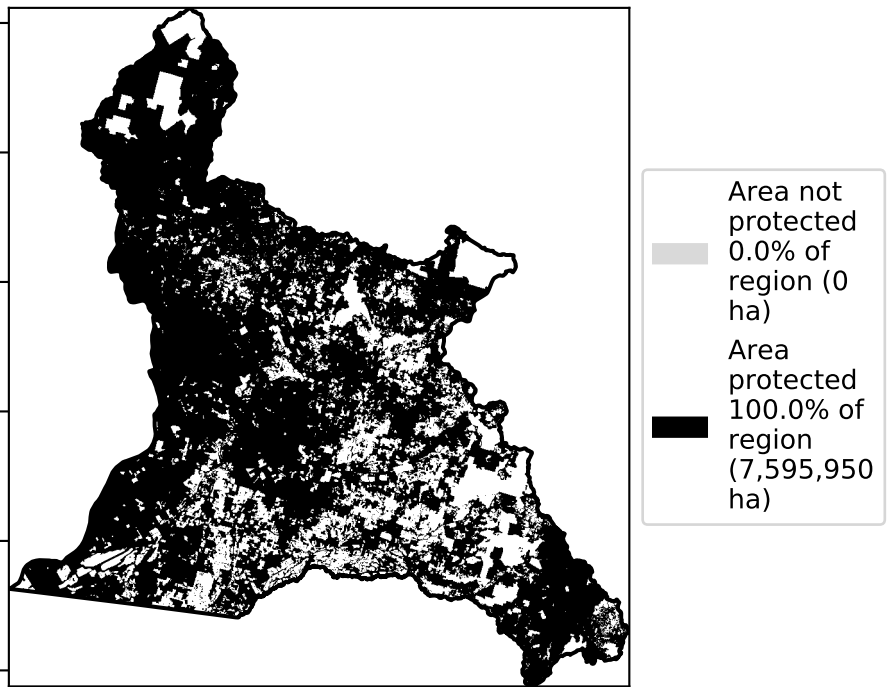 Area not
protected
0.0% of
region (0
ha)
Area
protected
100.0% of
region
(7,595,950
ha)